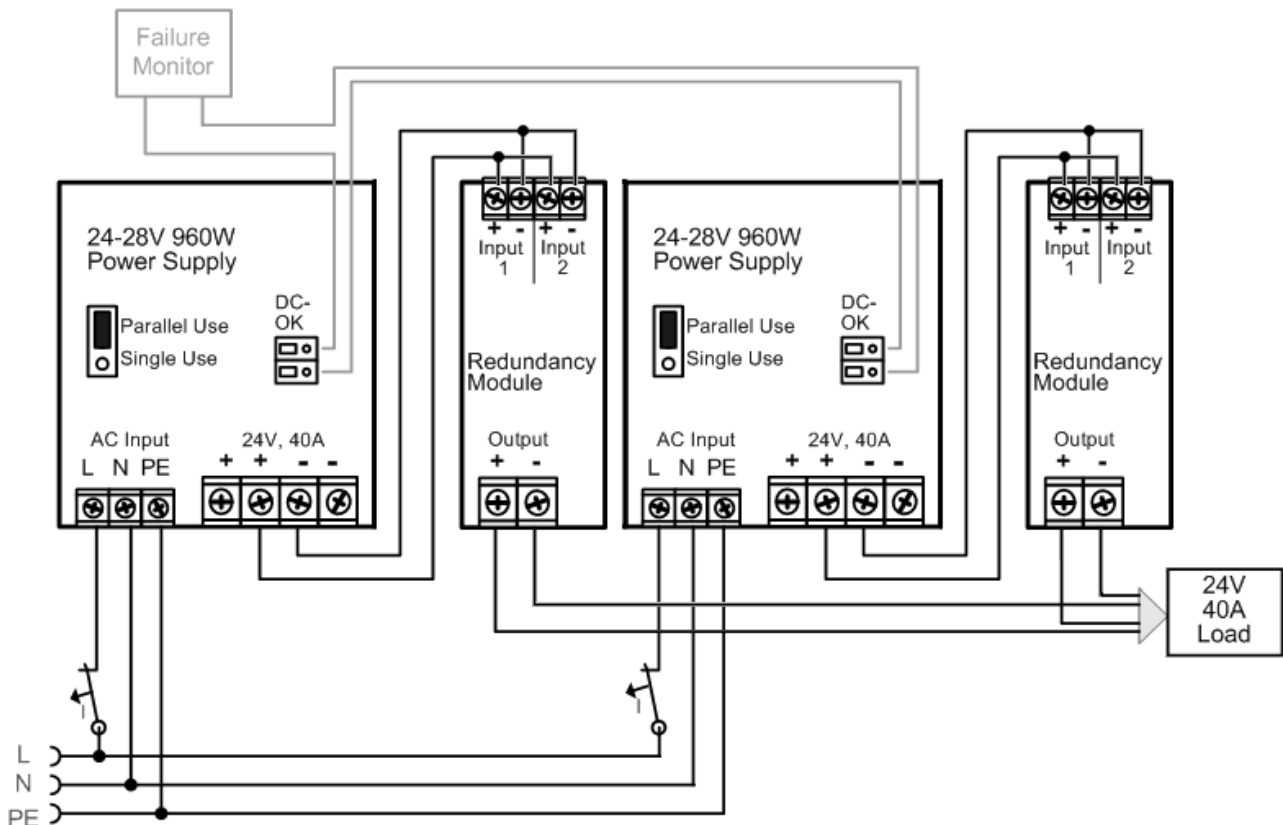 Failure
Monitor
24-28V 960W
Power Supply
Parallel Use
Single Use
DC-
OK
AC Input
L N PE
24V, 40A
+ + - -
+ - + -
Input
1
Input
2
Redundancy
Module
Output
+ -
24-28V 960W
Power Supply
Parallel Use
Single Use
DC-
OK
AC Input
L N PE
24V, 40A
+ + - -
+ - + -
Input
1
Input
2
Redundancy
Module
Output
+ -
24V
40A
Load
I
I
L
N
PE